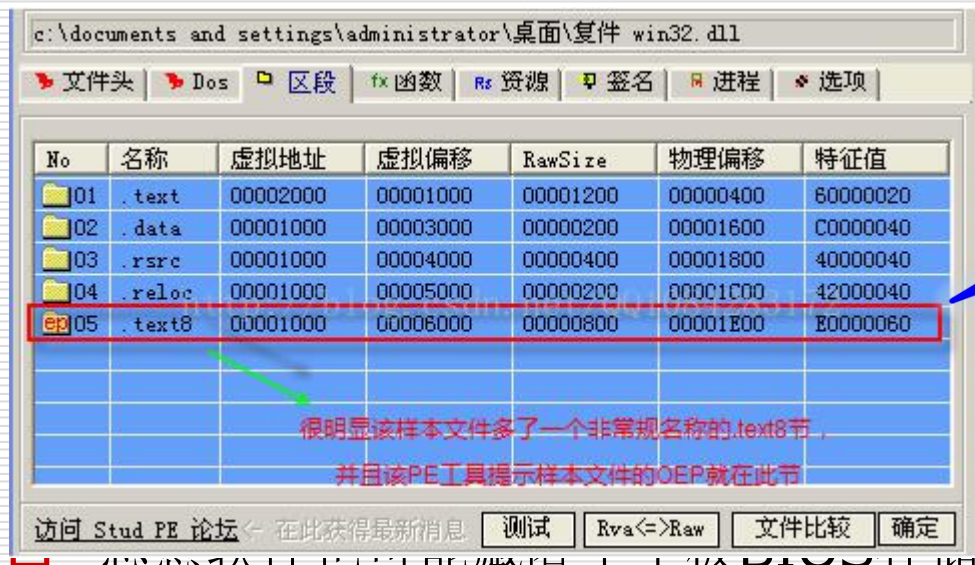 c:\documents and settings\administrator\桌面\复件 win32.dll
文件头 Dos 区段 fx 函数 Rs 资源 签名 进程 选项
No 名称 虚拟地址 虚拟偏移 RawSize 物理偏移 特征值
01 .text 00002000 00001000 00001200 00000400 60000020
02 .data 00001000 00003000 00000200 00001600 C0000040
03 .rsrc 00001000 00004000 00000400 00001800 40000040
04 .reloc 00001000 00005000 00000200 00001C00 42000040
ep 05 .text8 00001000 00006000 00000800 00001E00 E0000060
很明显该样本文件多了一个非常规名称的.text8节，
并且该PE工具提示样本文件的OEP就在此节
访问 Stud PE 论坛 <- 在此获得最新消息 测试 Rva<=>Raw 文件比较 确定